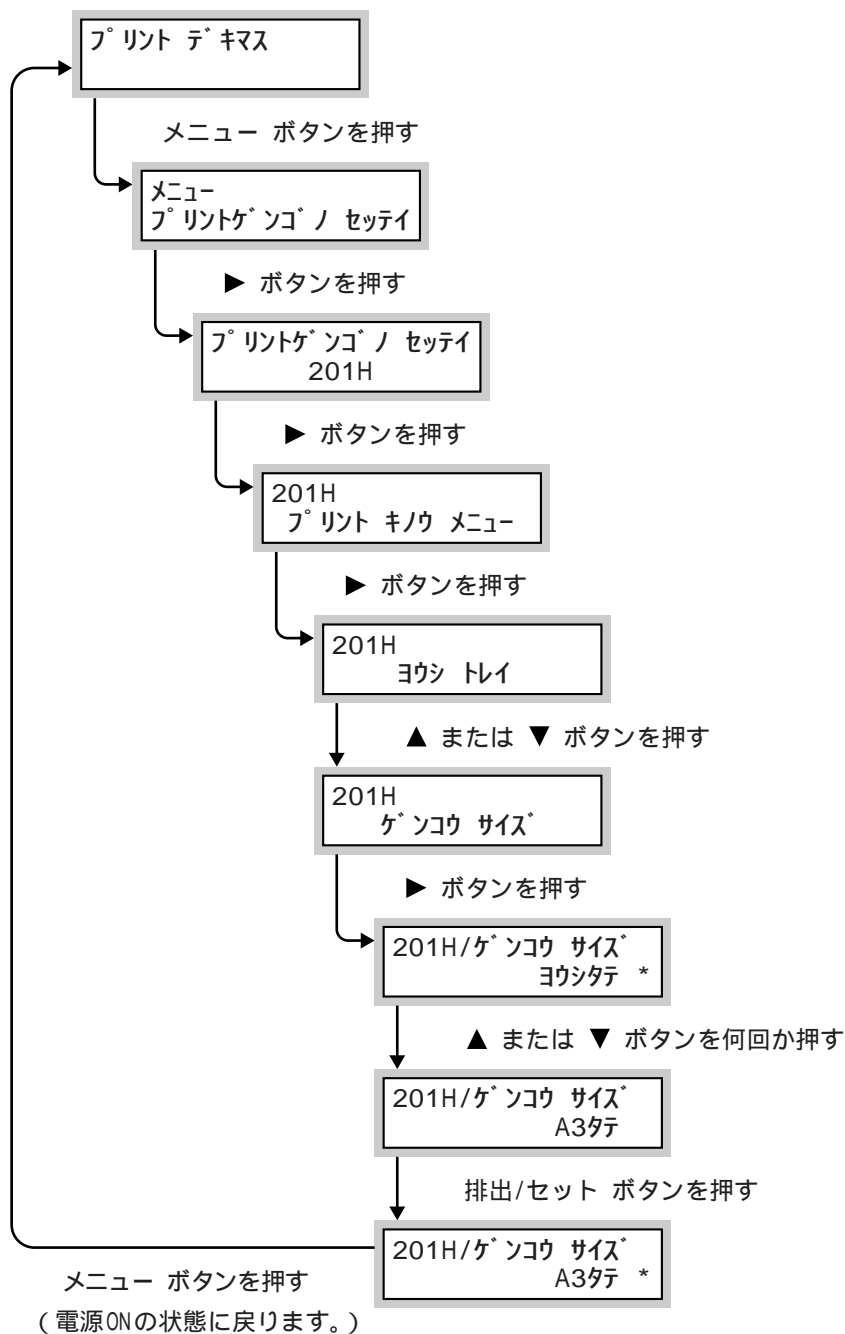 プリント デキマス
メニュー ボタンを押す
メニュー
プリントゲンゴノ セッテイ
▶ ボタンを押す
プリントゲンゴノ セッテイ
201H
▶ ボタンを押す
201H
プリント キノウ メニュー
▶ ボタンを押す
201H
ヨウシ トレイ
▲ または ▼ ボタンを押す
201H
ゲンコウ サイズ
▶ ボタンを押す
201H/ゲンコウ サイズ
ヨウシタテ *
▲ または ▼ ボタンを何回か押す
201H/ゲンコウ サイズ
A3タテ
排出/セット ボタンを押す
201H/ゲンコウ サイズ
A3タテ *
メニュー ボタンを押す
(電源ONの状態に戻ります。)